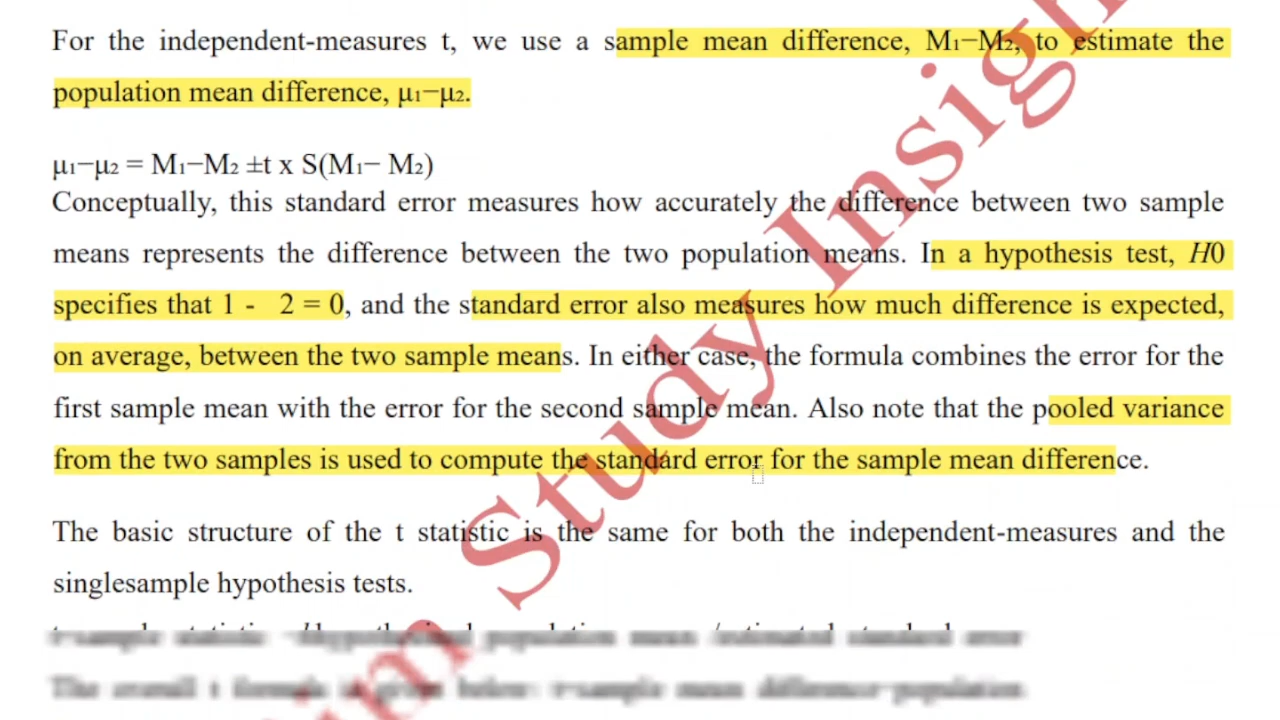 For the independent-measures t, we use a sample mean difference, M₁−M₂, to estimate the
population mean difference, μ₁−μ₂.
μ₁−μ₂ = M₁−M₂ ±t x S(M₁− M₂)
Conceptually, this standard error measures how accurately the difference between two sample
means represents the difference between the two population means. In a hypothesis test, H0
specifies that 1 - 2 = 0, and the standard error also measures how much difference is expected,
on average, between the two sample means. In either case, the formula combines the error for the
first sample mean with the error for the second sample mean. Also note that the pooled variance
from the two samples is used to compute the standard error for the sample mean difference.
The basic structure of the t statistic is the same for both the independent-measures and the
singlesample hypothesis tests.
Study